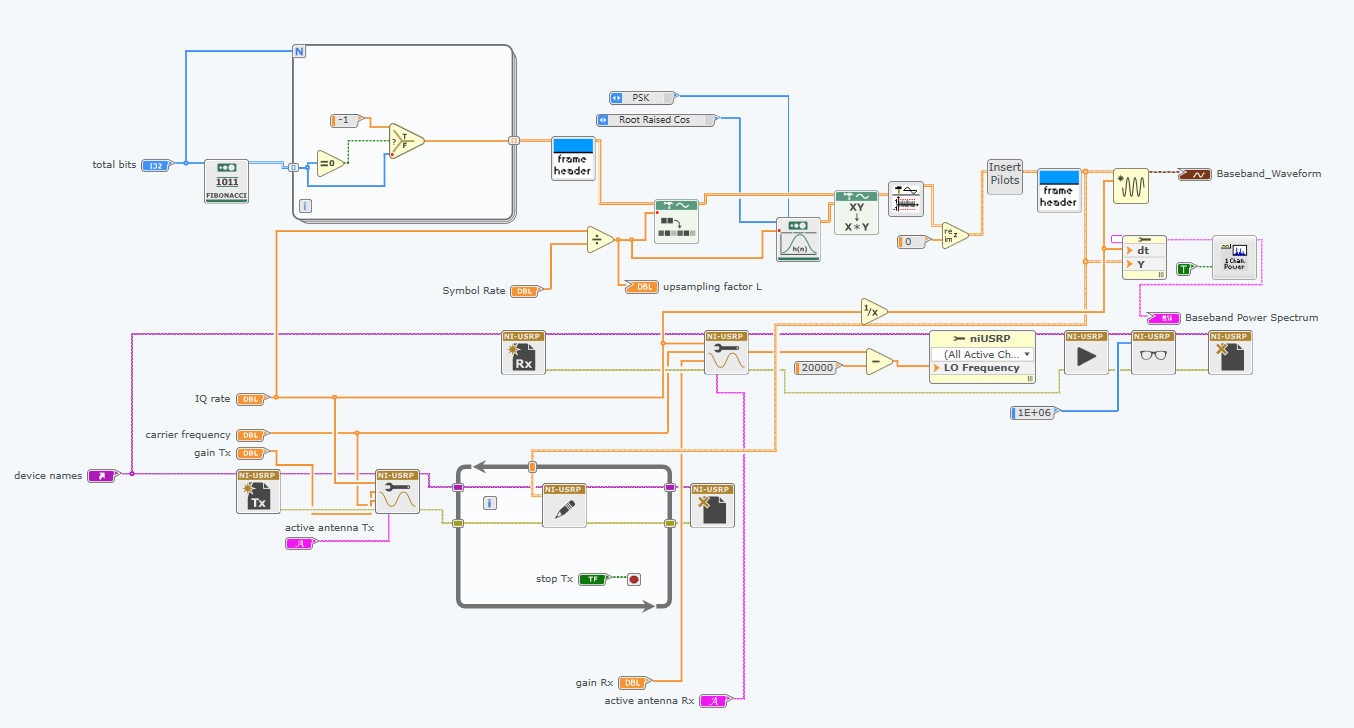 N
PSK
Root Raised Cos
-1
T
?
F
=0
total bits
I32
1011
FIBONACCI
i
frame
header
Insert
Pilots
frame
header
Baseband_Waveform
XY
X*Y
h(n)
0
re
im
z
÷
dt
Y
T
1 Chan.
Power
Symbol Rate
DBL
DBL
upsampling factor L
1/x
Baseband Power Spectrum
NI-USRP
Rx
NI-USRP
niUSRP
(All Active Ch...
LO Frequency
NI-USRP
NI-USRP
NI-USRP
20000
-
IQ rate
DBL
1E+06
carrier frequency
DBL
gain Tx
DBL
device names
NI-USRP
Tx
NI-USRP
NI-USRP
i
NI-USRP
active antenna Tx
A
stop Tx
TF
gain Rx
DBL
active antenna Rx
A